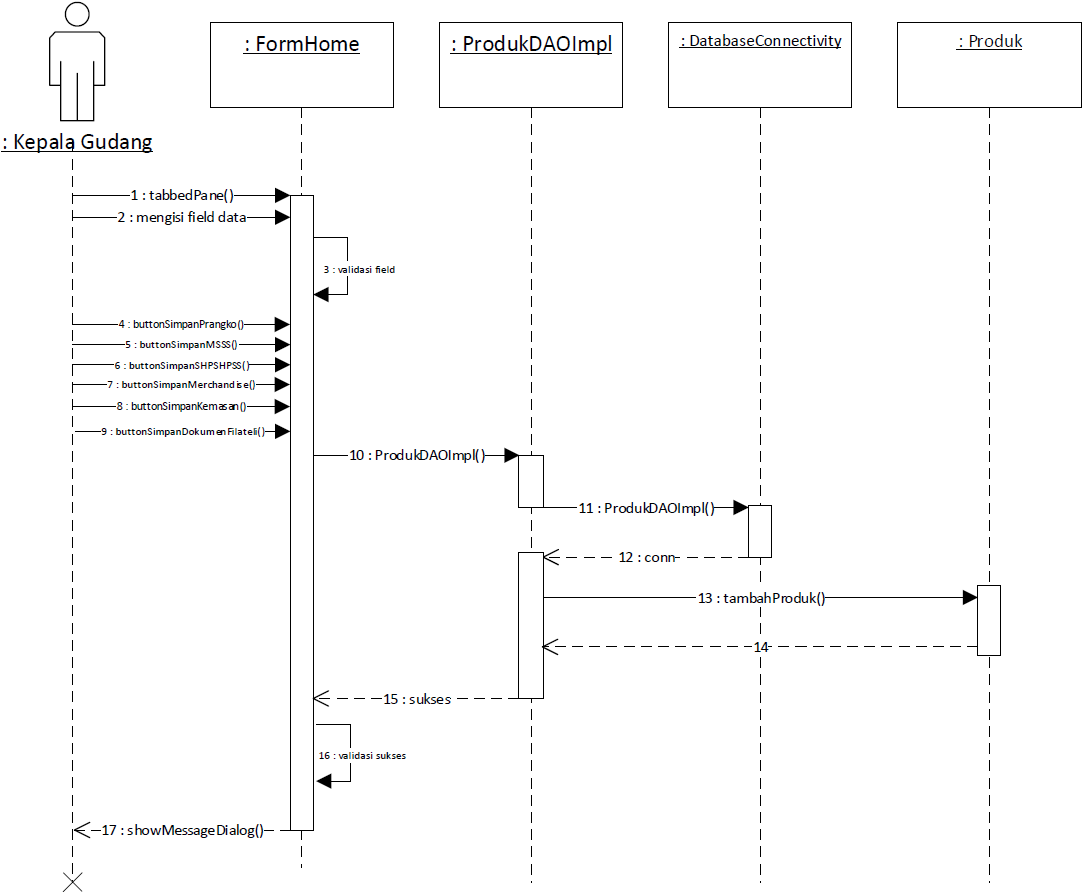 : FormHome
: ProdukDAOImpl
: DatabaseConnectivity
: Produk
: Kepala Gudang
1 : tabbedPane()
2 : mengisi field data
3 : validasi field
4 : buttonSimpanPrangko()
5 : buttonSimpanMSSS()
6 : buttonSimpanSHPSHPSS()
7 : buttonSimpanMerchandise()
8 : buttonSimpanKemasan()
9 : buttonSimpanDokumenFilateli()
10 : ProdukDAOImpl()
11 : ProdukDAOImpl()
12 : conn
13 : tambahProduk()
14
15 : sukses
16 : validasi sukses
17 : showMessageDialog()